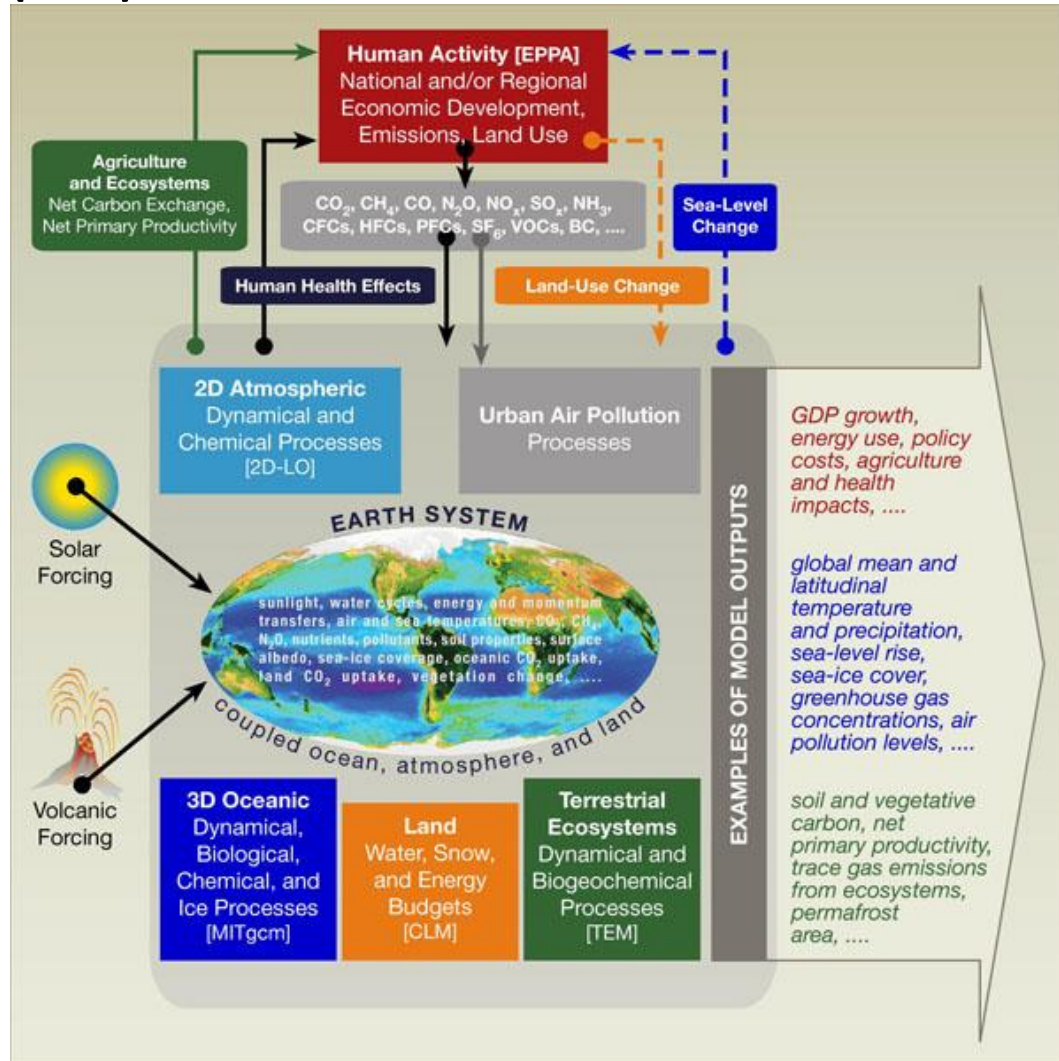 Human Activity [EPPA]
National and/or Regional
Economic Development,
Emissions, Land Use
Agriculture
and Ecosystems
Net Carbon Exchange,
Net Primary Productivity
CO₂, CH₄, CO, N₂O, NOₓ, SOₓ, NH₃,
CFCs, HFCs, PFCs, SF₆, VOCs, BC, ....
Sea-Level
Change
Human Health Effects
Land-Use Change
2D Atmospheric
Dynamical and
Chemical Processes
[2D-LO]
Urban Air Pollution
Processes
Solar
Forcing
Volcanic
Forcing
EARTH SYSTEM
sunlight, water cycles, energy and momentum
transfers, air and sea temperatures, CO₂, CH₄,
N₂O, nutrients, pollutants, soil properties, surface
albedo, sea-ice coverage, oceanic CO₂ uptake,
land CO₂ uptake, vegetation change, ....
coupled ocean, atmosphere, and land
3D Oceanic
Dynamical,
Biological,
Chemical, and
Ice Processes
[MITgcm]
Land
Water, Snow,
and Energy
Budgets
[CLM]
Terrestrial
Ecosystems
Dynamical and
Biogeochemical
Processes
[TEM]
EXAMPLES OF MODEL OUTPUTS
GDP growth,
energy use, policy
costs, agriculture
and health
impacts, ....
global mean and
latitudinal
temperature
and precipitation,
sea-level rise,
sea-ice cover,
greenhouse gas
concentrations, air
pollution levels, ....
soil and vegetative
carbon, net
primary productivity,
trace gas emissions
from ecosystems,
permafrost
area, ....